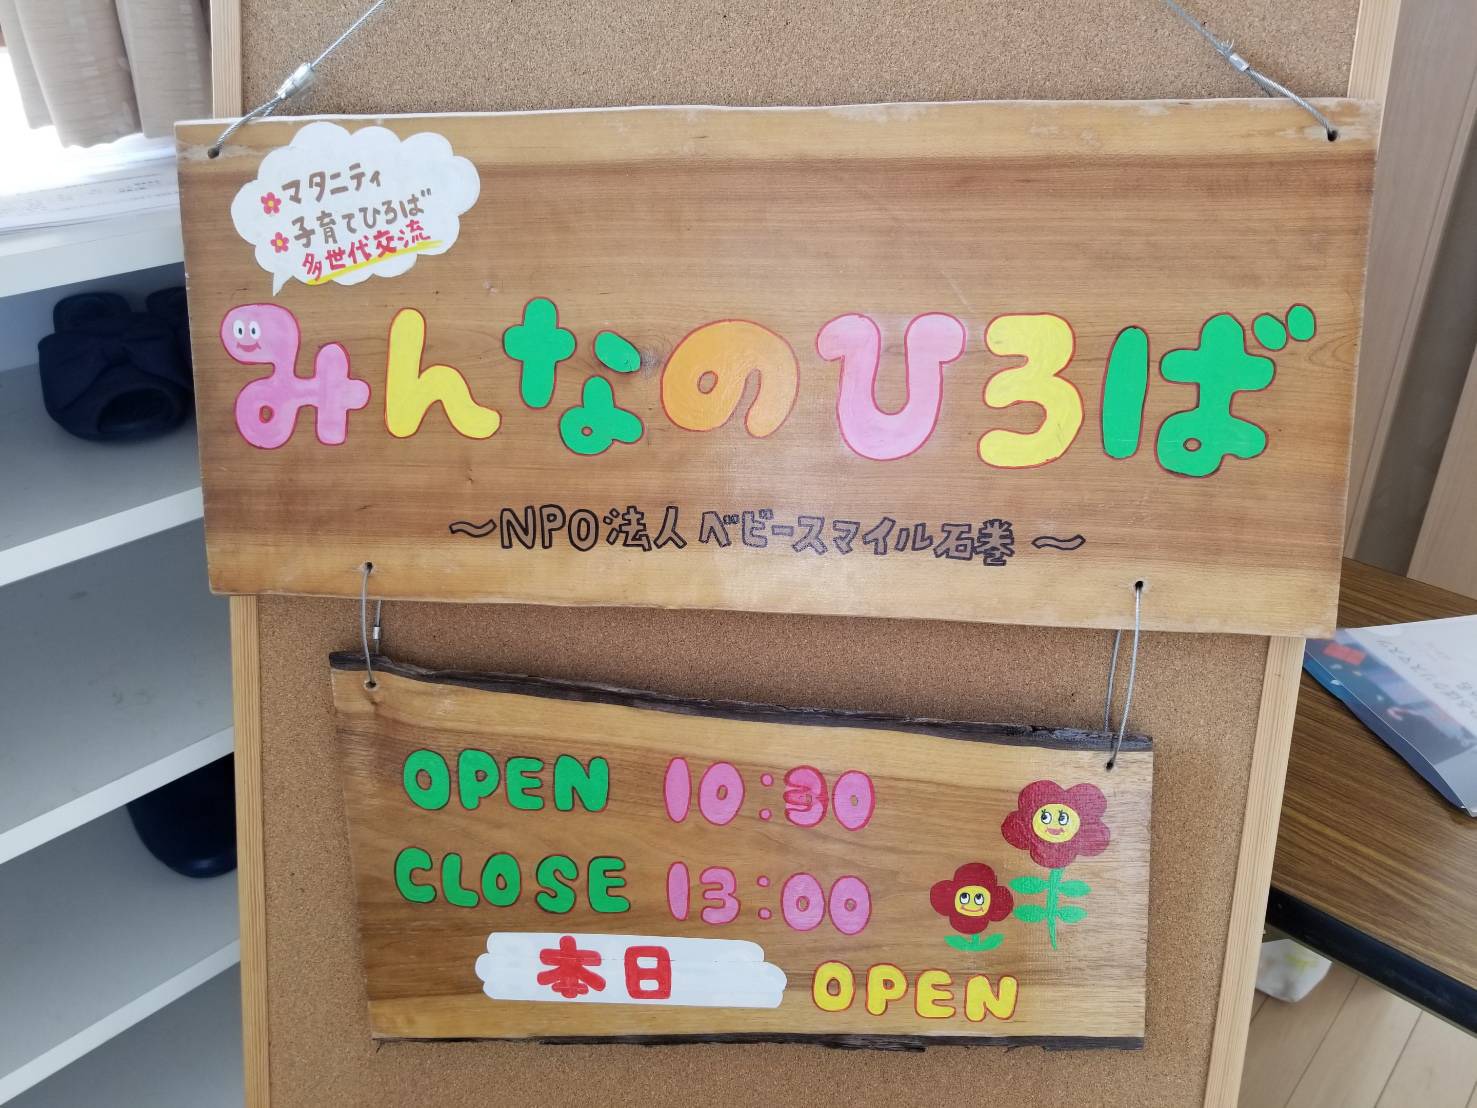 マタニティ
子育てひろば
多世代交流
みんなのひろば
～NPO法人ベビースマイル石巻～
OPEN 10:30
CLOSE 13:00
本日 OPEN